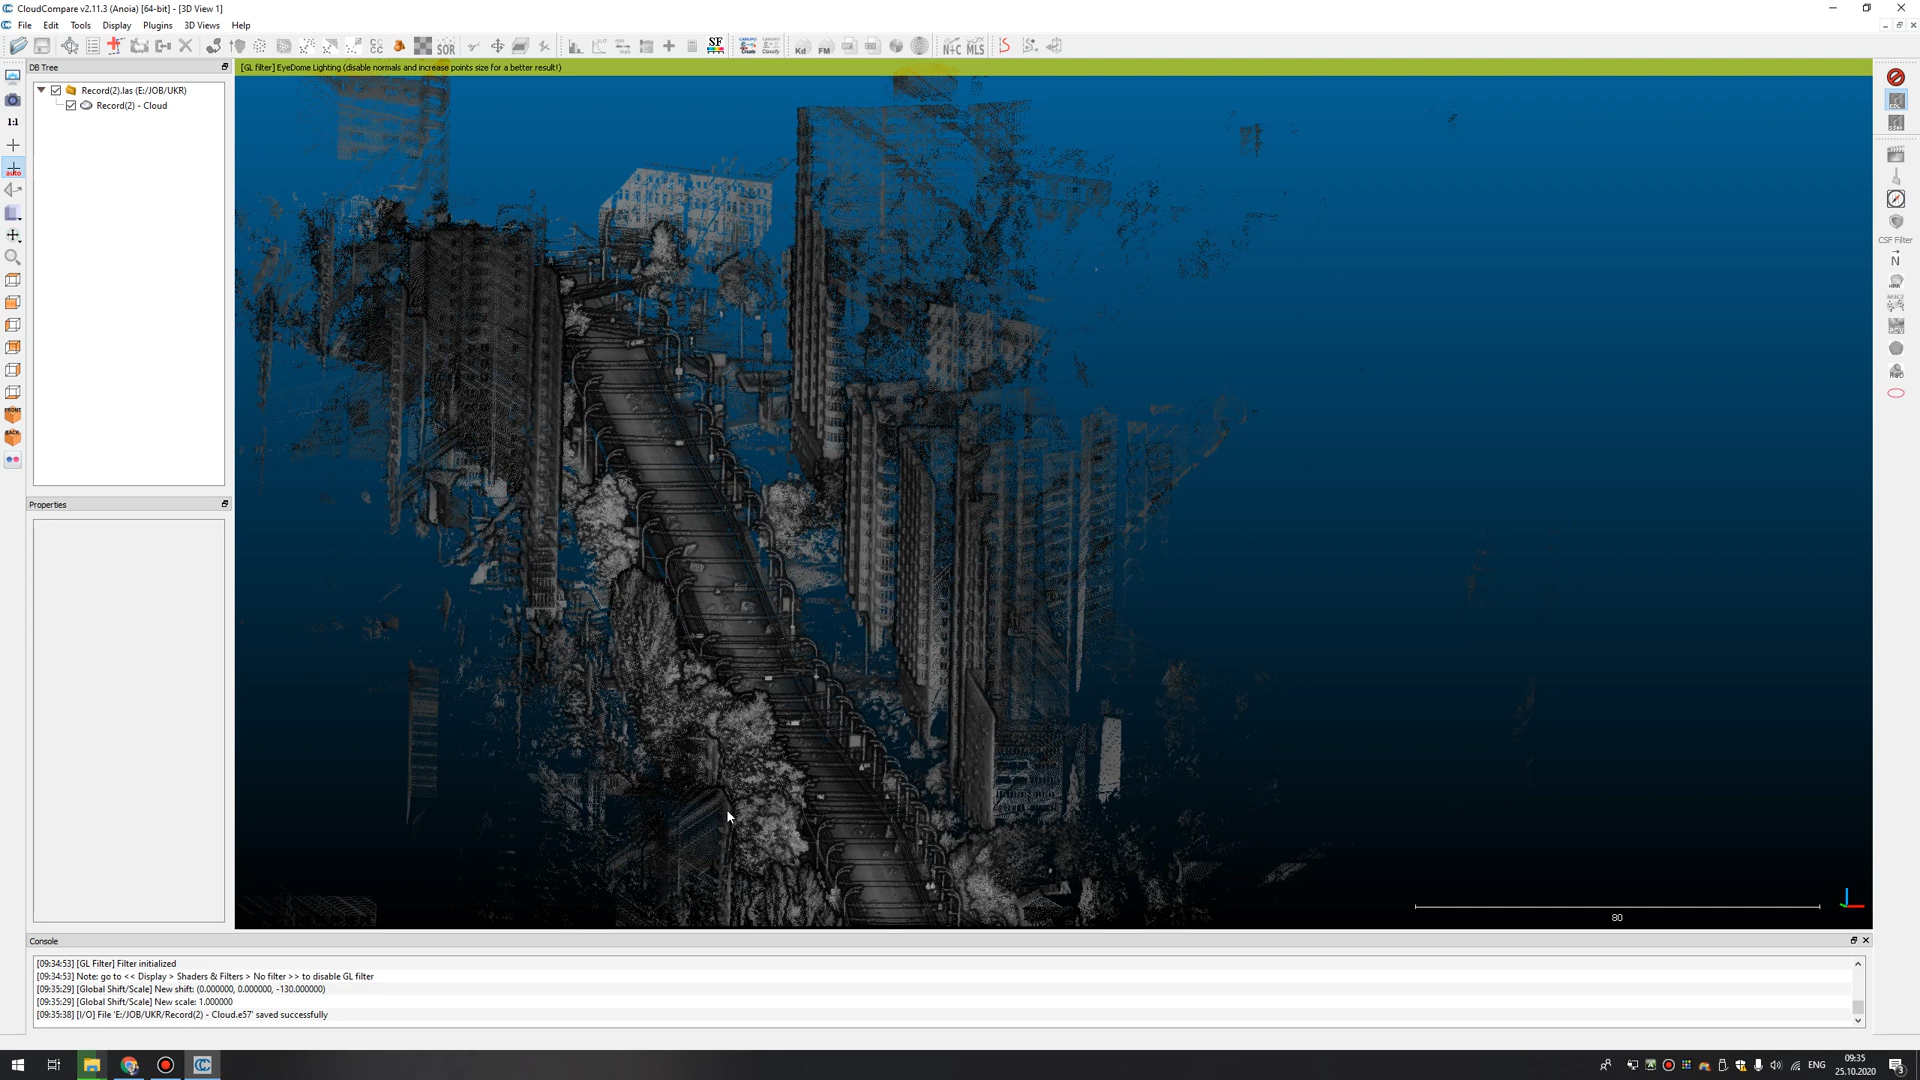 CloudCompare v2.11.3 (Anoia) [64-bit] - [3D View 1]
File Edit Tools Display Plugins 3D Views Help
SOR SF Kd FM N+C MLS
DB Tree
[GL filter] EyeDome Lighting (disable normals and increase points size for a better result!)
Record(2).las (E:/JOB/UKR)
Record(2) - Cloud
1:1
auto
FRONT
BACK
EDL
CSF Filter
N
Properties
80
Console
[09:34:53] [GL Filter] Filter initialized
[09:34:53] Note: go to << Display > Shaders & Filters > No filter >> to disable GL filter
[09:35:29] [Global Shift/Scale] New shift: (0.000000, 0.000000, -130.000000)
[09:35:29] [Global Shift/Scale] New scale: 1.000000
[09:35:38] [I/O] File 'E:/JOB/UKR/Record(2) - Cloud.e57' saved successfully
ENG
09:35
25.10.2020
3